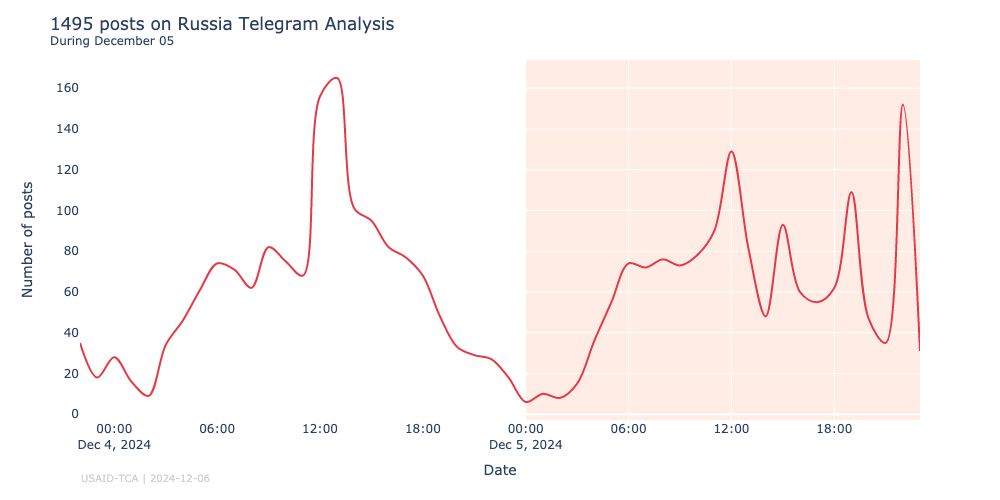 1495 posts on Russia Telegram Analysis
During December 05
160
140
120
100
80
60
40
20
0
Number of posts
00:00 06:00 12:00 18:00 00:00 06:00 12:00 18:00
Dec 4, 2024 Dec 5, 2024
Date
USAID-TCA | 2024-12-06